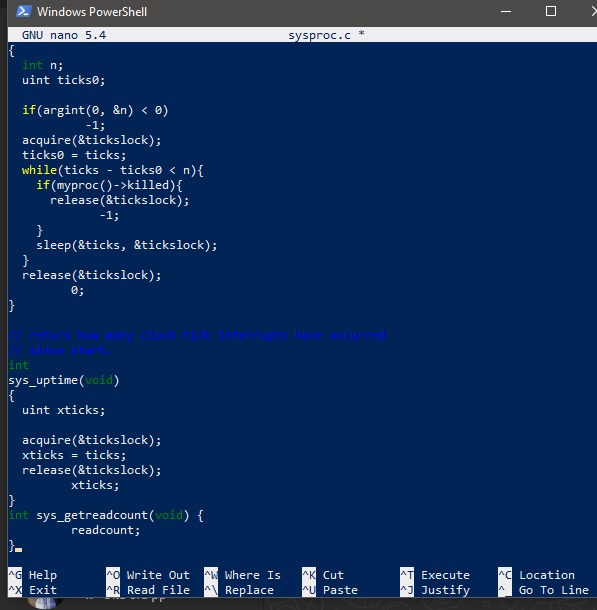 Windows PowerShell
GNU nano 5.4 sysproc.c *
{
int n;
uint ticks0;
if(argint(0, &n) < 0)
-1;
acquire(&tickslock);
ticks0 = ticks;
while(ticks - ticks0 < n){
if(myproc()->killed){
release(&tickslock);
-1;
}
sleep(&ticks, &tickslock);
}
release(&tickslock);
0;
}
// return how many clock tick interrupts have occurred
// since start.
int
sys_uptime(void)
{
uint xticks;
acquire(&tickslock);
xticks = ticks;
release(&tickslock);
xticks;
}
int sys_getreadcount(void) {
readcount;
}
^G Help ^O Write Out ^W Where Is ^K Cut ^T Execute ^C Location
^X Exit ^R Read File ^\ Replace ^U Paste ^J Justify ^_ Go To Line